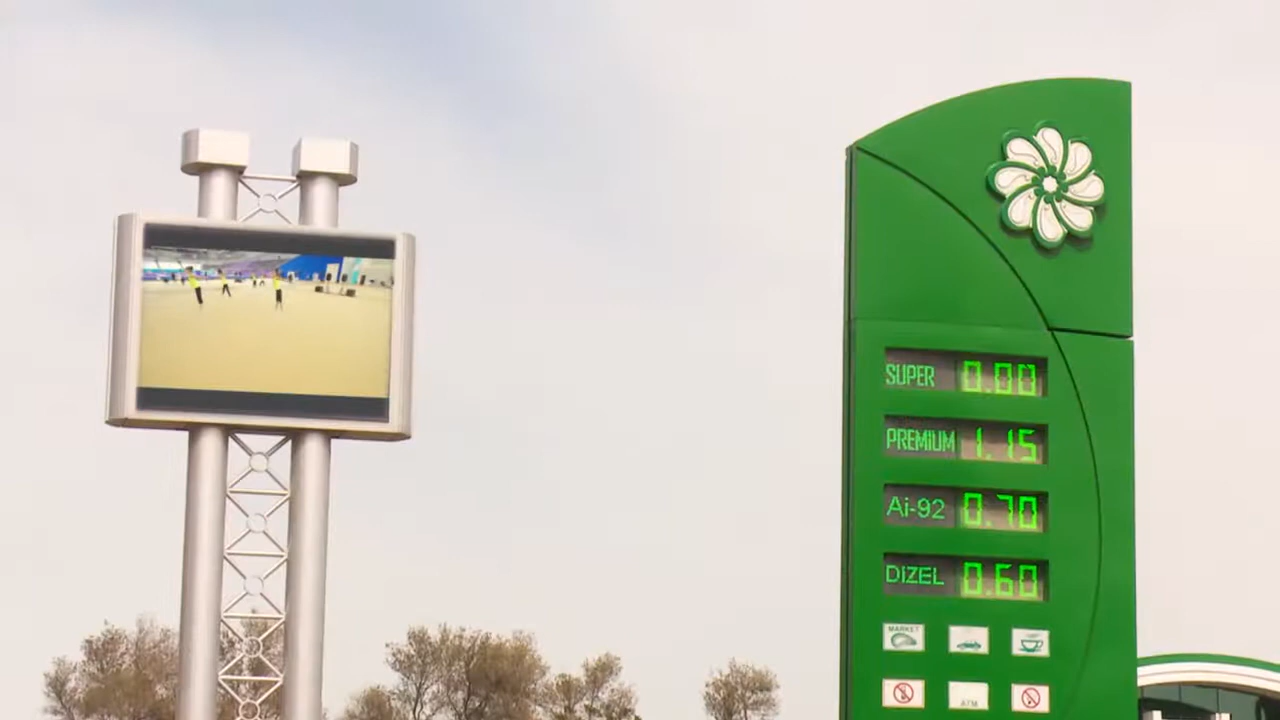 SUPER 0.00
PREMIUM 1.15
Ai-92 0.70
DIZEL 0.60
MARKET
ATM